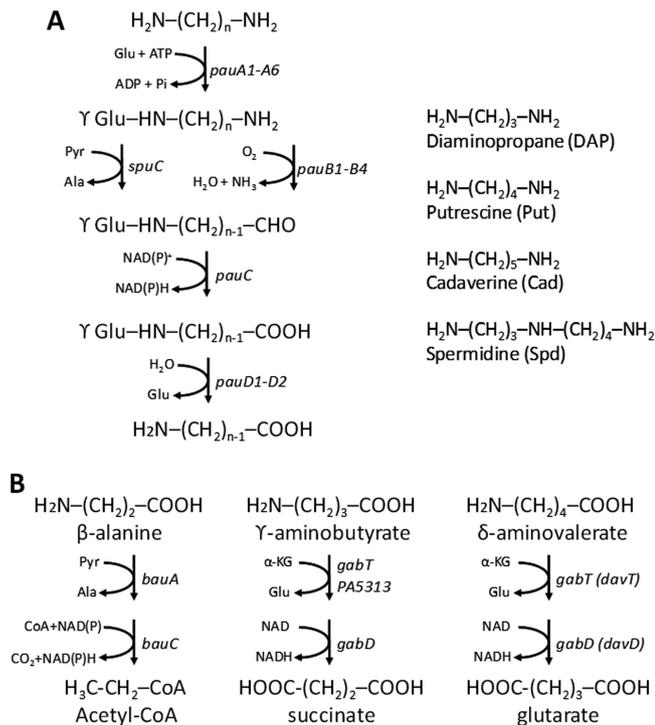 A
H₂N–(CH₂)ₙ–NH₂
Glu + ATP
ADP + Pi
pauA1-A6
ϒ Glu–HN–(CH₂)ₙ–NH₂
Pyr
Ala
spuC
O₂
H₂O + NH₃
pauB1-B4
ϒ Glu–HN–(CH₂)ₙ₋₁–CHO
NAD(P)⁺
NAD(P)H
pauC
ϒ Glu–HN–(CH₂)ₙ₋₁–COOH
H₂O
Glu
pauD1-D2
H2N–(CH₂)ₙ₋₁–COOH
H₂N–(CH₂)₃–NH₂
Diaminopropane (DAP)
H₂N–(CH₂)₄–NH₂
Putrescine (Put)
H₂N–(CH₂)₅–NH₂
Cadaverine (Cad)
H₂N–(CH₂)₃–NH–(CH₂)₄–NH₂
Spermidine (Spd)
B
H2N–(CH₂)₂–COOH
β-alanine
Pyr
Ala
bauA
CoA+NAD(P)
CO₂+NAD(P)H
bauC
H₃C-CH₂–CoA
Acetyl-CoA
H2N–(CH₂)₃–COOH
ϒ-aminobutyrate
α-KG
Glu
gabT
PA5313
NAD
NADH
gabD
HOOC-(CH₂)₂–COOH
succinate
H2N–(CH₂)₄–COOH
δ-aminovalerate
α-KG
Glu
gabT (davT)
NAD
NADH
gabD (davD)
HOOC-(CH₂)₃–COOH
glutarate